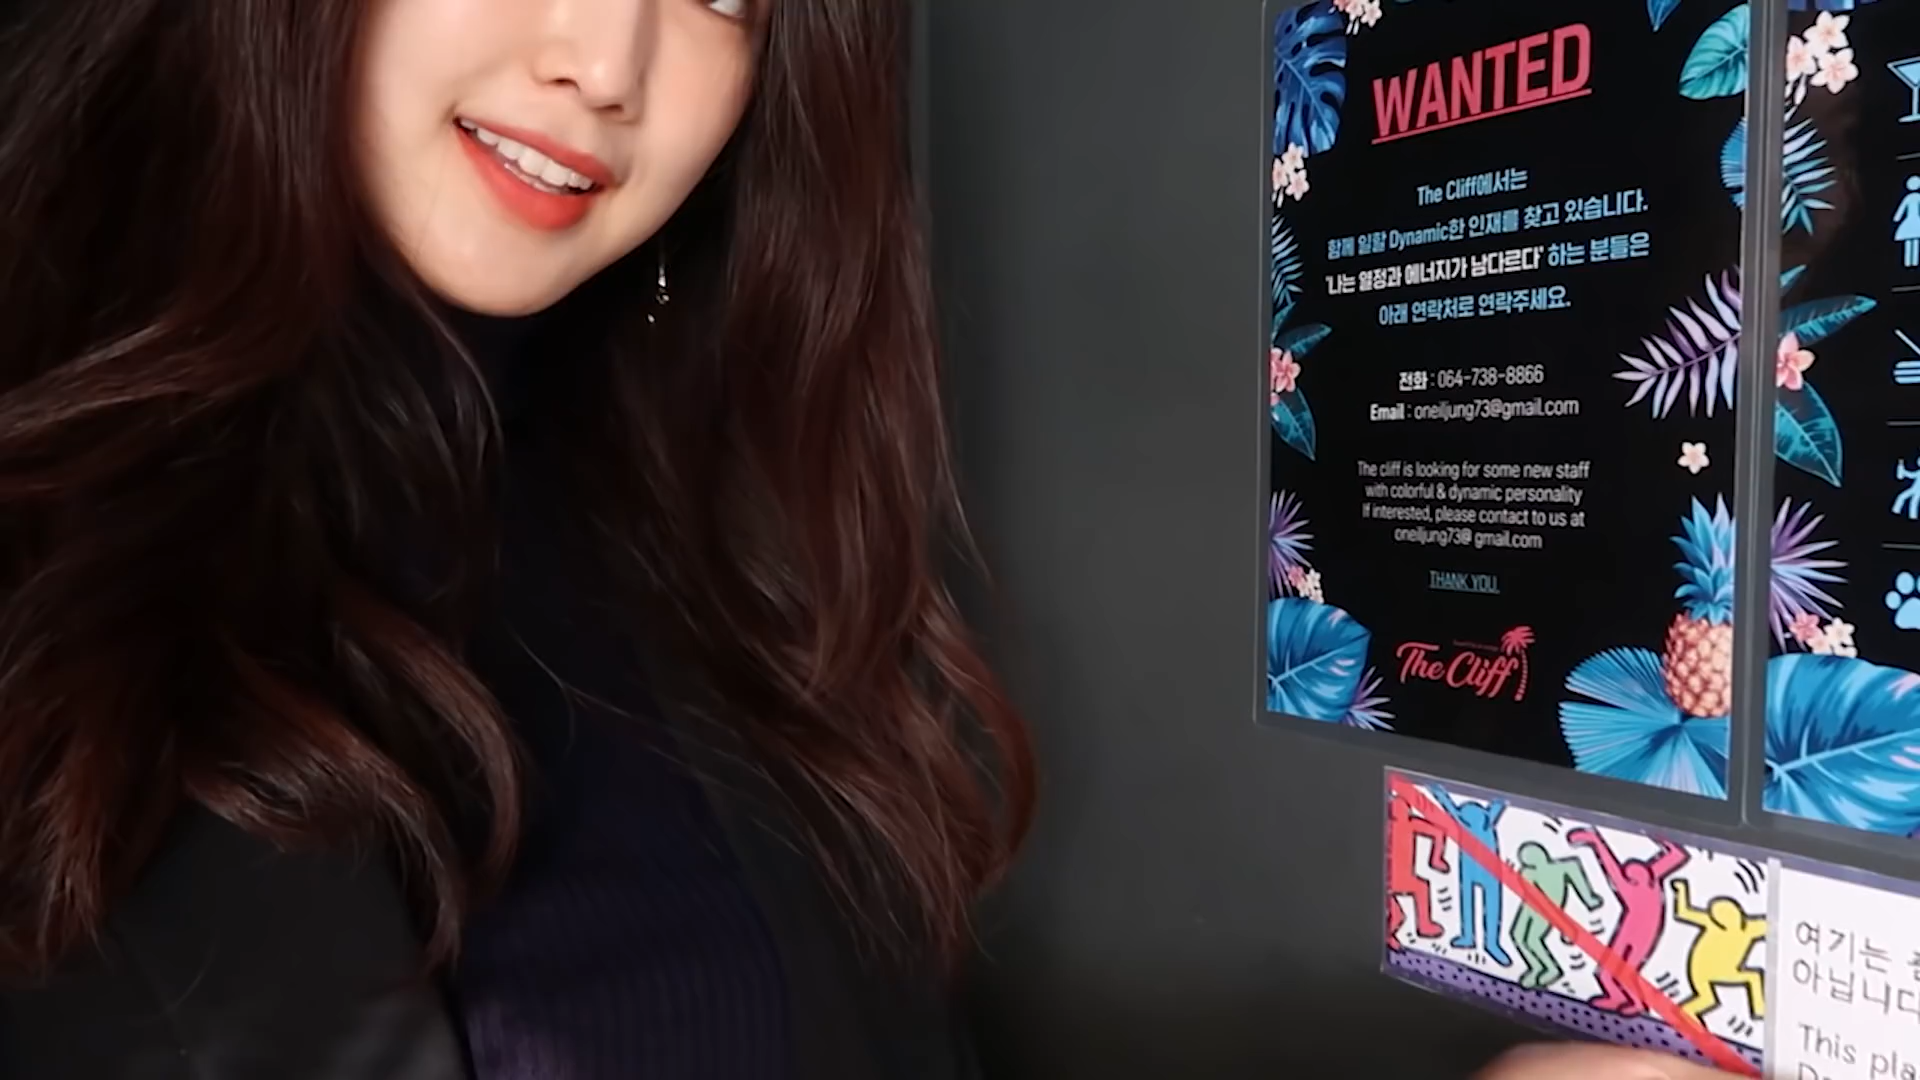 WANTED
The Cliff에서는
함께 일할 Dynamic한 인재를 찾고 있습니다.
'나는 열정과 에너지가 남다르다' 하는 분들은
아래 연락처로 연락주세요.
전화 : 064-738-8866
Email : oneiljung73@gmail.com
The cliff is looking for some new staff
with colorful & dynamic personality
If interested, please contact to us at
oneiljung73@ gmail.com
THANK YOU.
The Cliff
여기는
아닙니다
This